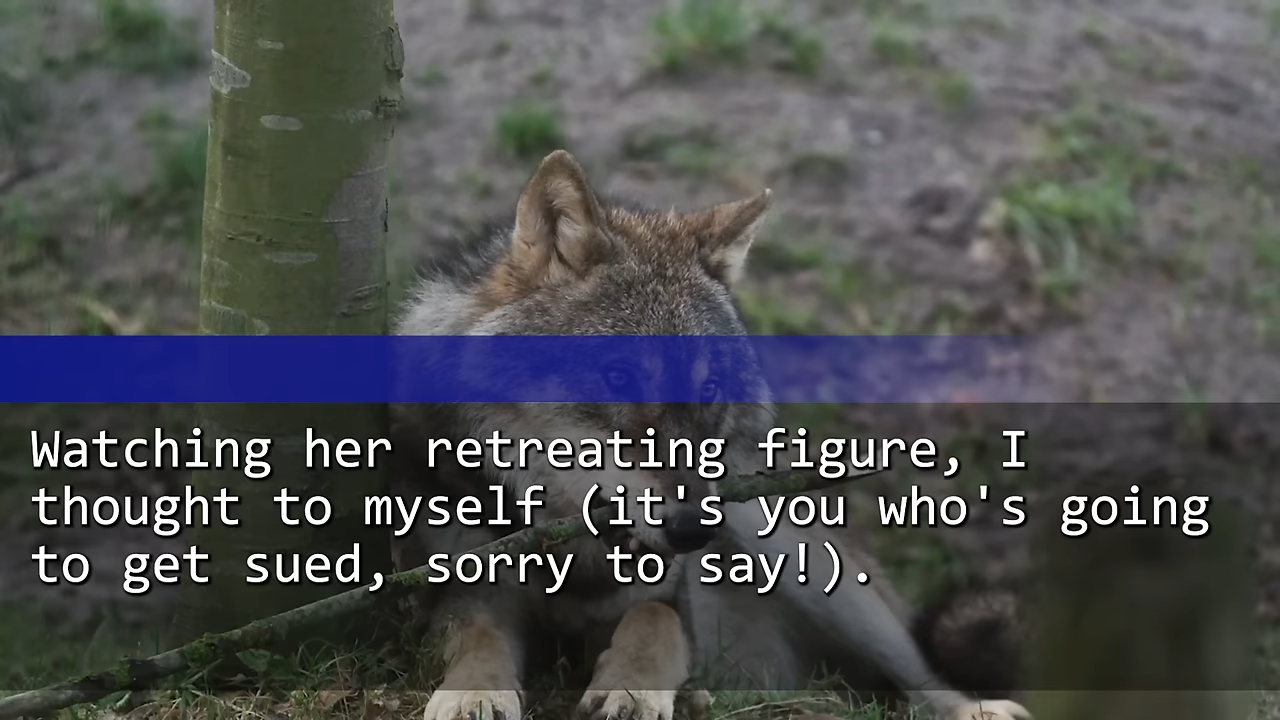 Watching her retreating figure, I
thought to myself (it's you who's going
to get sued, sorry to say!).